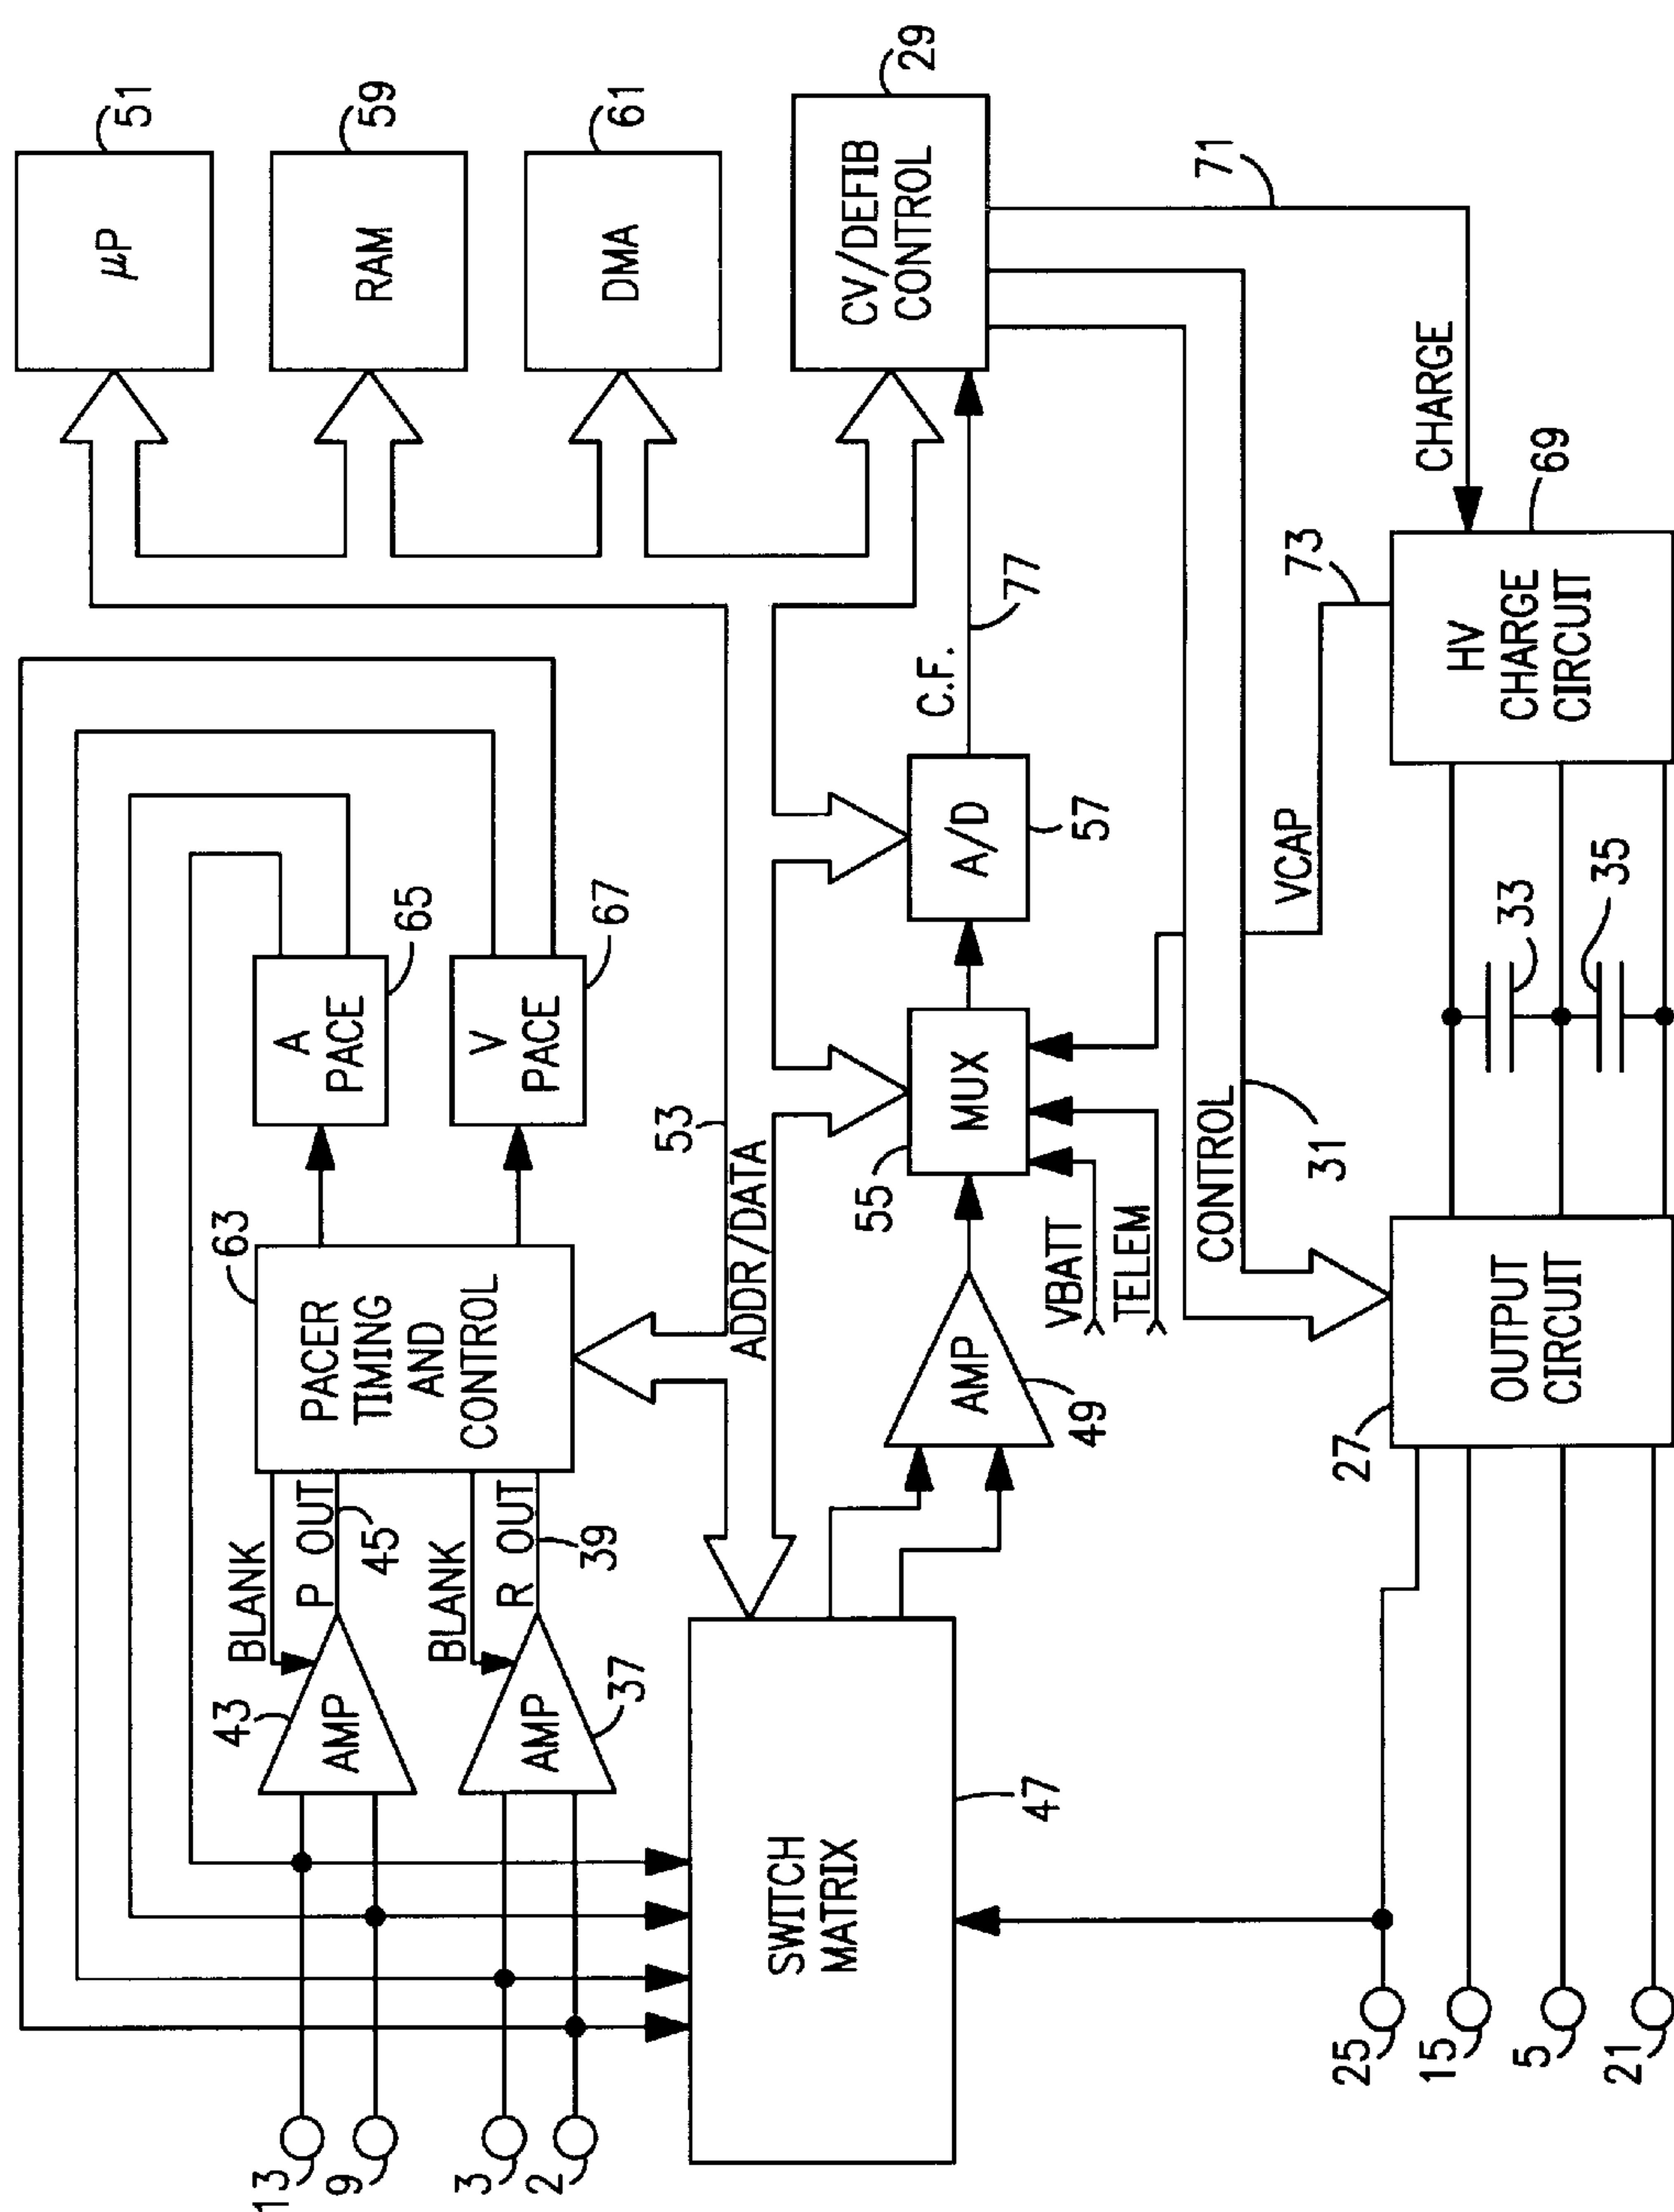 μP
51
RAM
59
DMA
61
CV/DEFIB
CONTROL
29
71
CHARGE
HV
CHARGE
CIRCUIT
69
73
VCAP
33
35
C.F.
77
A/D
57
MUX
55
VBATT
TELEM
CONTROL
31
OUTPUT
CIRCUIT
27
AMP
49
53
ADDR/DATA
A
PACE
65
V
PACE
67
PACER
TIMING
AND
CONTROL
63
BLANK
P OUT
45
BLANK
R OUT
39
AMP
43
AMP
37
SWITCH
MATRIX
47
13
9
3
2
25
15
5
21